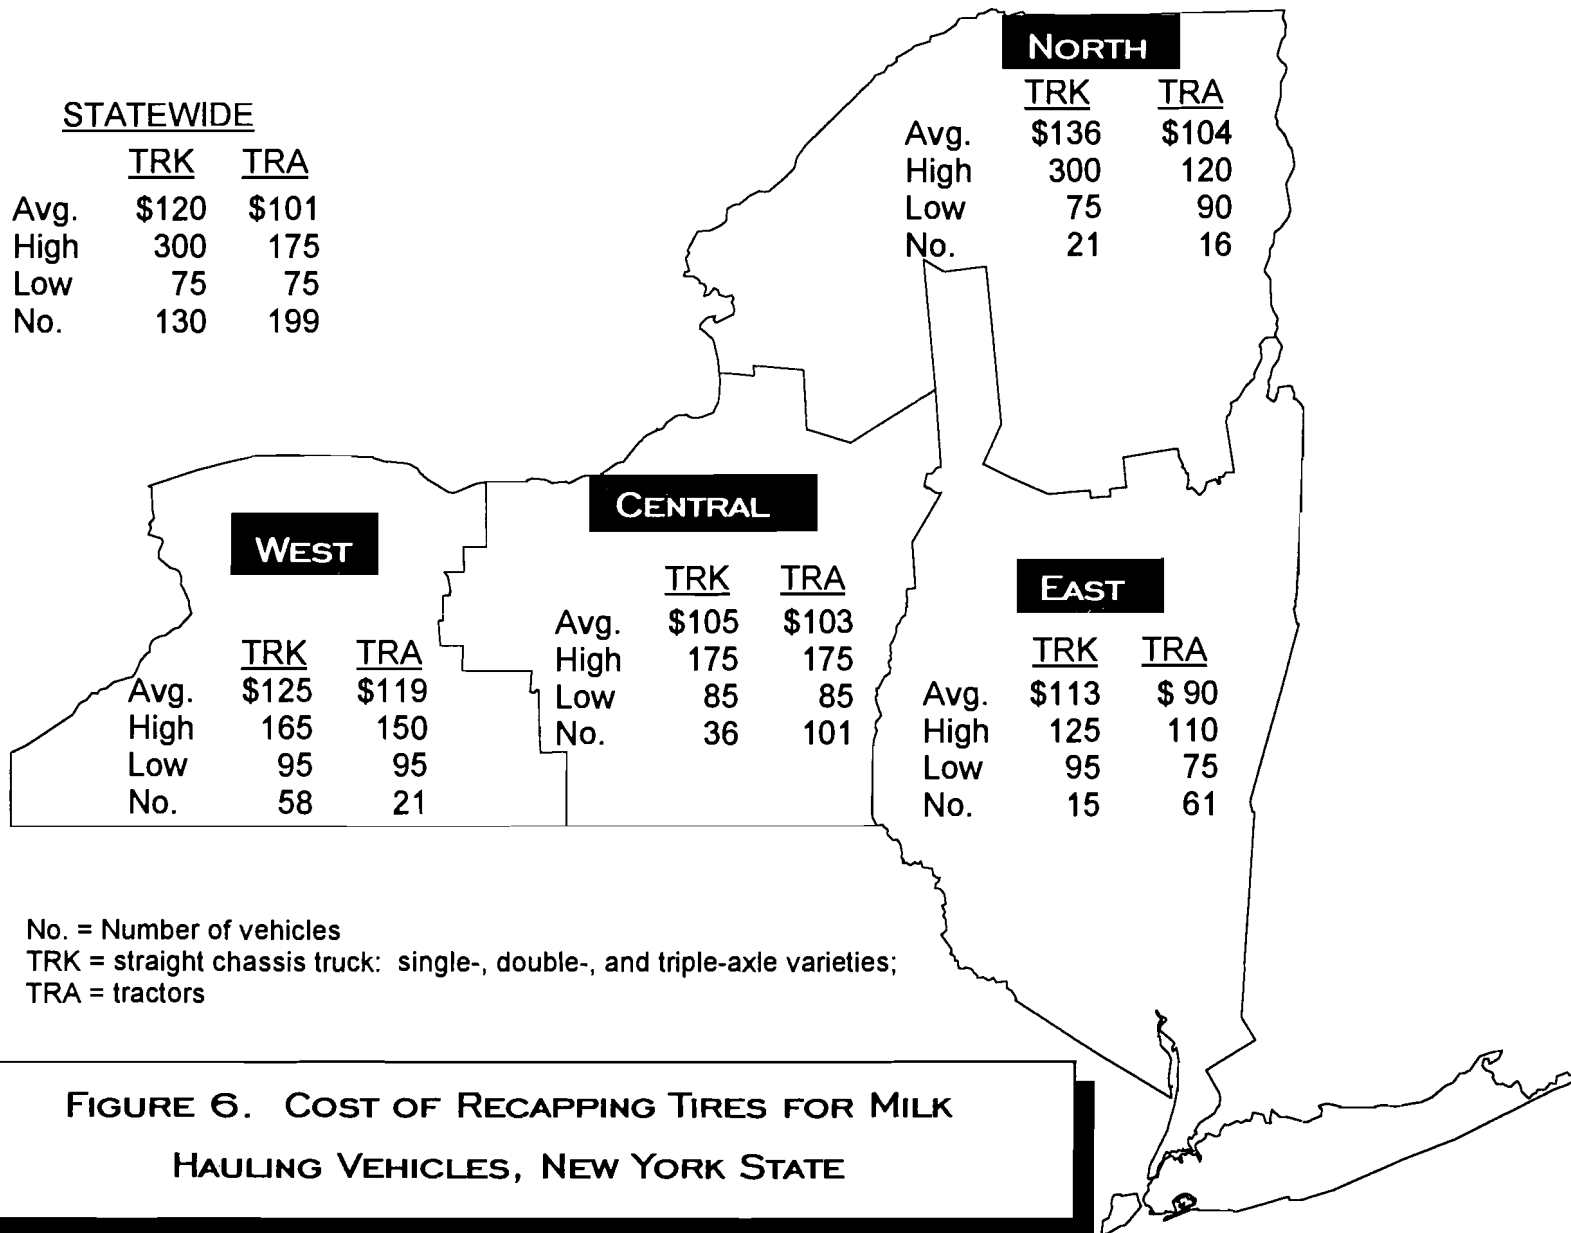 STATEWIDE
TRK TRA
Avg. $120 $101
High 300 175
Low 75 75
No. 130 199
NORTH
TRK TRA
Avg. $136 $104
High 300 120
Low 75 90
No. 21 16
CENTRAL
TRK TRA
Avg. $105 $103
High 175 175
Low 85 85
No. 36 101
WEST
TRK TRA
Avg. $125 $119
High 165 150
Low 95 95
No. 58 21
EAST
TRK TRA
Avg. $113 $ 90
High 125 110
Low 95 75
No. 15 61
No. = Number of vehicles
TRK = straight chassis truck: single-, double-, and triple-axle varieties;
TRA = tractors
FIGURE 6. COST OF RECAPPING TIRES FOR MILK
HAULING VEHICLES, NEW YORK STATE